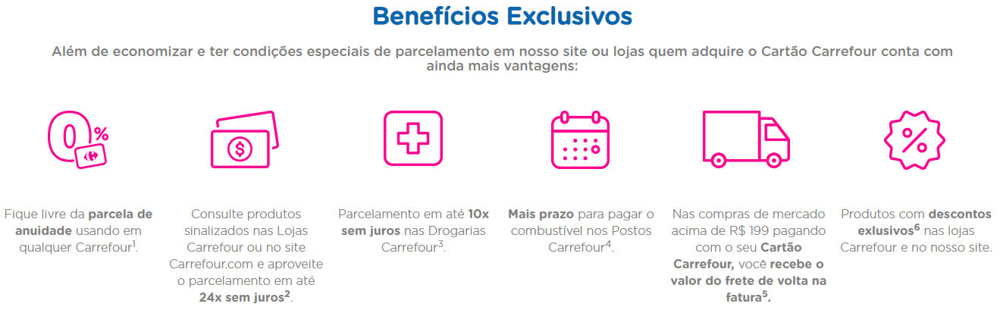 Benefícios Exclusivos
Além de economizar e ter condições especiais de parcelamento em nosso site ou lojas quem adquire o Cartão Carrefour conta com
ainda mais vantagens:
0%
$
%
Fique livre da parcela de
anuidade usando em
qualquer Carrefour¹.
Consulte produtos
sinalizados nas Lojas
Carrefour ou no site
Carrefour.com e aproveite
o parcelamento em até
24x sem juros².
Parcelamento em até 10x
sem juros nas Drogarias
Carrefour³.
Mais prazo para pagar o
combustível nos Postos
Carrefour⁴.
Nas compras de mercado
acima de R$ 199 pagando
com o seu Cartão
Carrefour, você recebe o
valor do frete de volta na
fatura⁵.
Produtos com descontos
exlusivos⁶ nas lojas
Carrefour e no nosso site.